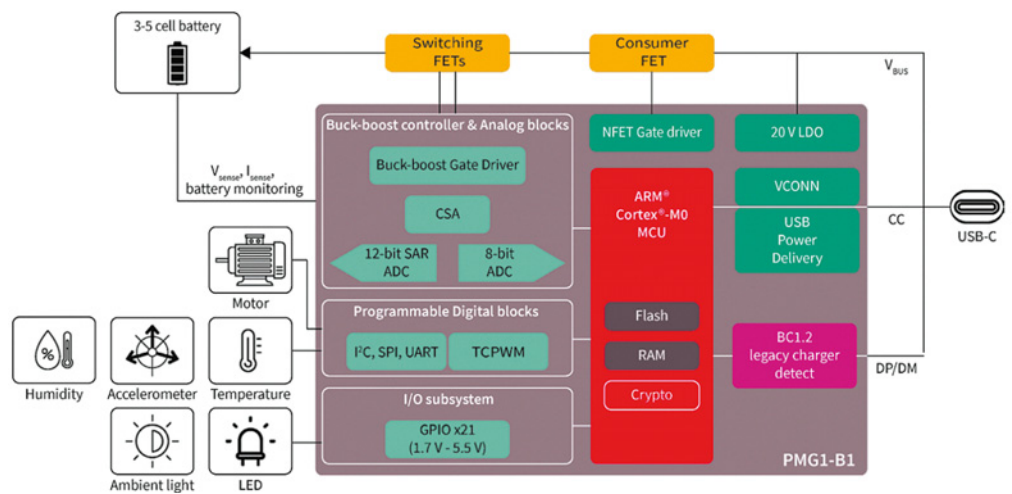 3-5 cell battery
Switching
FETs
Consumer
FET
V_BUS
Buck-boost controller & Analog blocks
Buck-boost Gate Driver
CSA
12-bit SAR
ADC
8-bit
ADC
NFET Gate driver
20 V LDO
V_sense, I_sense,
battery monitoring
ARM®
Cortex®-M0
MCU
VCONN
USB
Power
Delivery
CC
USB-C
Motor
Programmable Digital blocks
I²C, SPI, UART
TCPWM
Flash
RAM
Crypto
BC1.2
legacy charger
detect
DP/DM
%
Humidity
Accelerometer
Temperature
I/O subsystem
GPIO x21
(1.7 V - 5.5 V)
PMG1-B1
Ambient light
LED